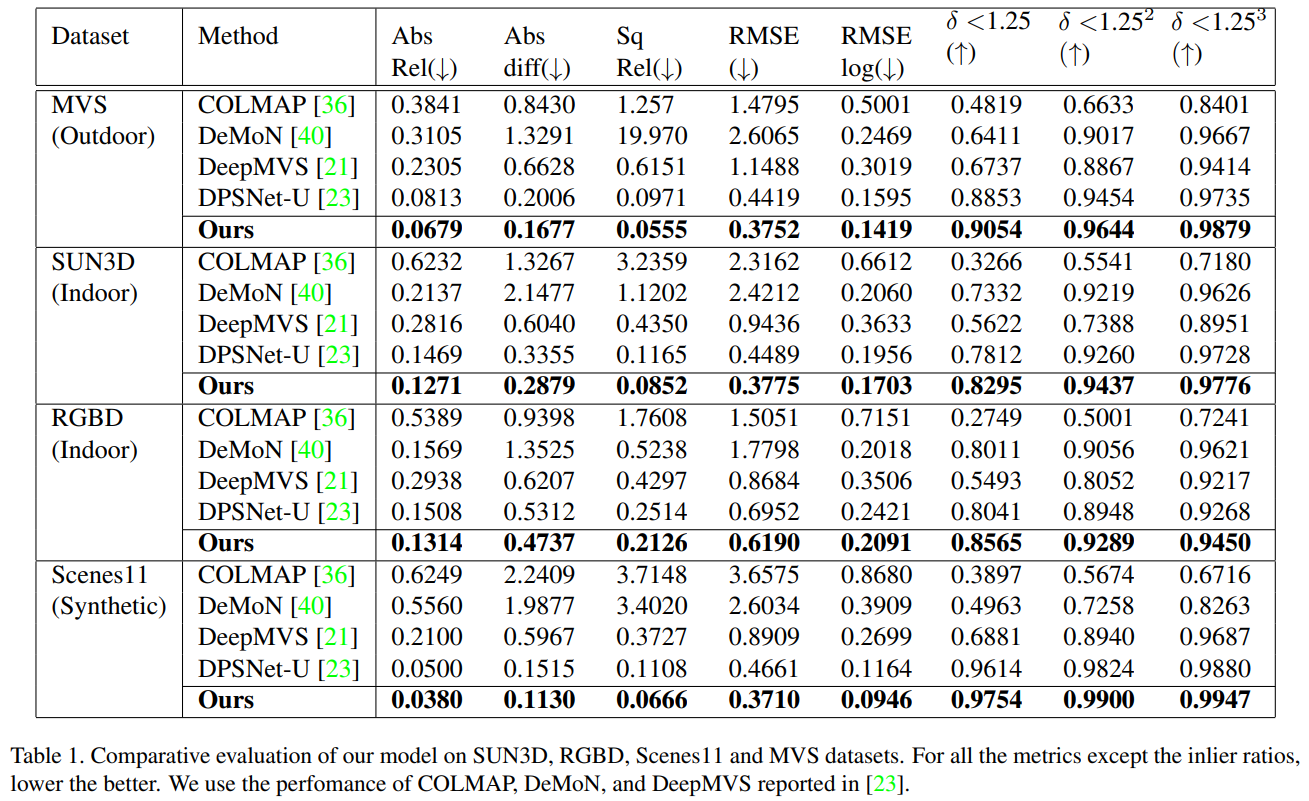 Dataset Method Abs Rel(↓) Abs diff(↓) Sq Rel(↓) RMSE (↓) RMSE log(↓) δ <1.25 (↑) δ <1.25² (↑) δ <1.25³ (↑)
MVS COLMAP [36] 0.3841 0.8430 1.257 1.4795 0.5001 0.4819 0.6633 0.8401
(Outdoor) DeMoN [40] 0.3105 1.3291 19.970 2.6065 0.2469 0.6411 0.9017 0.9667
DeepMVS [21] 0.2305 0.6628 0.6151 1.1488 0.3019 0.6737 0.8867 0.9414
DPSNet-U [23] 0.0813 0.2006 0.0971 0.4419 0.1595 0.8853 0.9454 0.9735
Ours 0.0679 0.1677 0.0555 0.3752 0.1419 0.9054 0.9644 0.9879
SUN3D COLMAP [36] 0.6232 1.3267 3.2359 2.3162 0.6612 0.3266 0.5541 0.7180
(Indoor) DeMoN [40] 0.2137 2.1477 1.1202 2.4212 0.2060 0.7332 0.9219 0.9626
DeepMVS [21] 0.2816 0.6040 0.4350 0.9436 0.3633 0.5622 0.7388 0.8951
DPSNet-U [23] 0.1469 0.3355 0.1165 0.4489 0.1956 0.7812 0.9260 0.9728
Ours 0.1271 0.2879 0.0852 0.3775 0.1703 0.8295 0.9437 0.9776
RGBD COLMAP [36] 0.5389 0.9398 1.7608 1.5051 0.7151 0.2749 0.5001 0.7241
(Indoor) DeMoN [40] 0.1569 1.3525 0.5238 1.7798 0.2018 0.8011 0.9056 0.9621
DeepMVS [21] 0.2938 0.6207 0.4297 0.8684 0.3506 0.5493 0.8052 0.9217
DPSNet-U [23] 0.1508 0.5312 0.2514 0.6952 0.2421 0.8041 0.8948 0.9268
Ours 0.1314 0.4737 0.2126 0.6190 0.2091 0.8565 0.9289 0.9450
Scenes11 COLMAP [36] 0.6249 2.2409 3.7148 3.6575 0.8680 0.3897 0.5674 0.6716
(Synthetic) DeMoN [40] 0.5560 1.9877 3.4020 2.6034 0.3909 0.4963 0.7258 0.8263
DeepMVS [21] 0.2100 0.5967 0.3727 0.8909 0.2699 0.6881 0.8940 0.9687
DPSNet-U [23] 0.0500 0.1515 0.1108 0.4661 0.1164 0.9614 0.9824 0.9880
Ours 0.0380 0.1130 0.0666 0.3710 0.0946 0.9754 0.9900 0.9947
Table 1. Comparative evaluation of our model on SUN3D, RGBD, Scenes11 and MVS datasets. For all the metrics except the inlier ratios,
lower the better. We use the perfomance of COLMAP, DeMoN, and DeepMVS reported in [23].